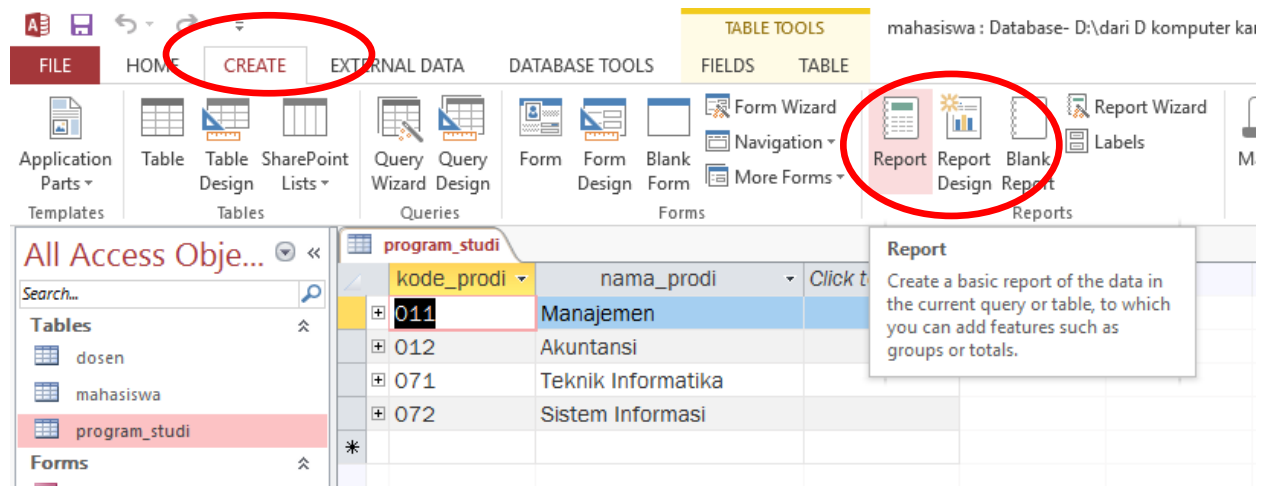 TABLE TOOLS
mahasiswa : Database- D:\dari D komputer kar
FILE HOME CREATE EXTERNAL DATA DATABASE TOOLS FIELDS TABLE
Application Parts
Table
Table Design
SharePoint Lists
Query Wizard
Query Design
Form
Form Design
Blank Form
Form Wizard
Navigation
More Forms
Report
Report Design
Blank Report
Report Wizard
Labels
Ma
Templates Tables Queries Forms Reports
All Access Obje...
Search...
Tables
dosen
mahasiswa
program_studi
Forms
program_studi
kode_prodi nama_prodi Click t
011 Manajemen
012 Akuntansi
071 Teknik Informatika
072 Sistem Informasi
Report
Create a basic report of the data in
the current query or table, to which
you can add features such as
groups or totals.